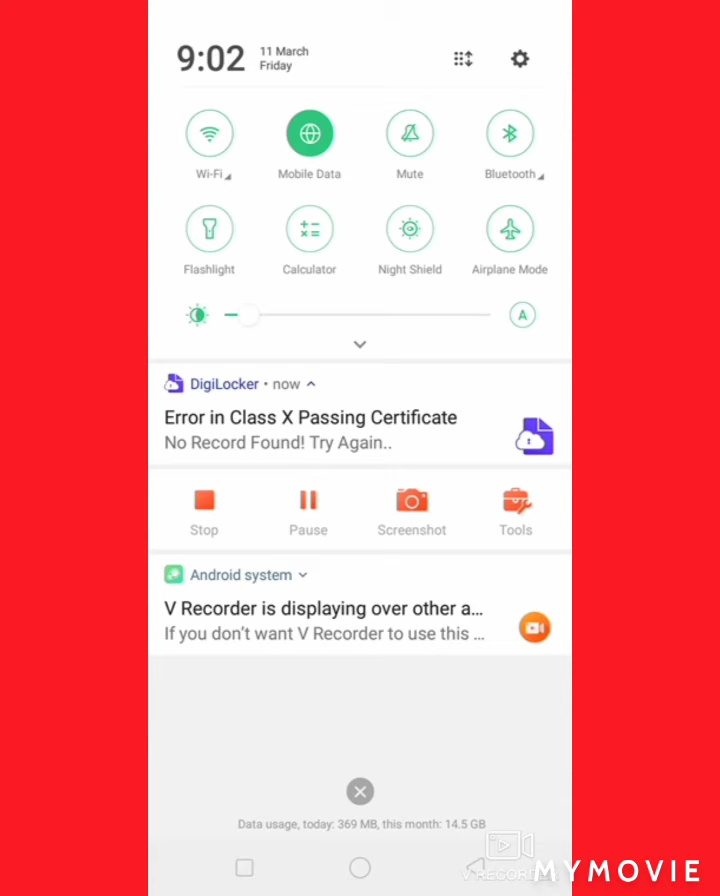 9:02
11 March
Friday
Wi-Fi
Mobile Data
Mute
Bluetooth
Flashlight
Calculator
Night Shield
Airplane Mode
A
DigiLocker • now
Error in Class X Passing Certificate
No Record Found! Try Again..
Stop
Pause
Screenshot
Tools
Android system
V Recorder is displaying over other a...
If you don't want V Recorder to use this ...
Data usage, today: 369 MB, this month: 14.5 GB
MYMOVIE